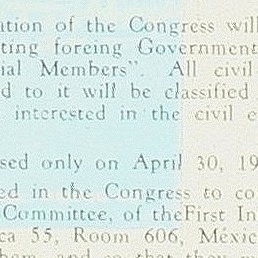 ation of the Congress will
ting foreing Government
ial Members". All civil
d to it will be classified
interested in the civil e
sed only on April 30, 19
ed in the Congress to co
Committee, of theFirst In
ca 55, Room 606, Méxic